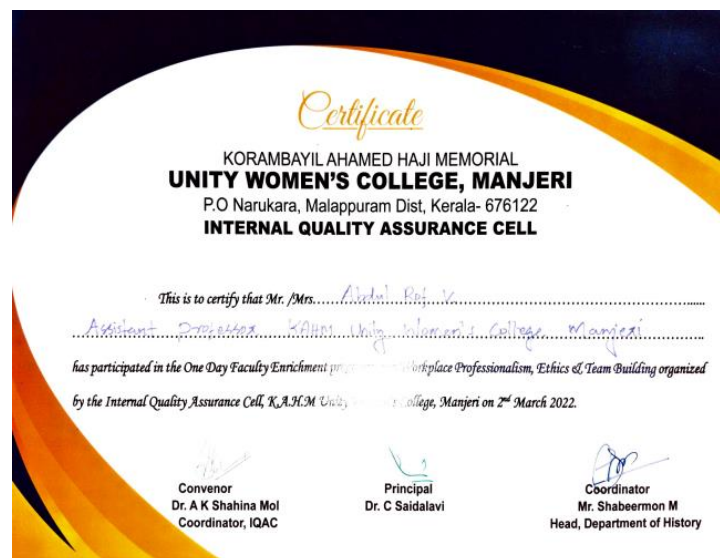 Certificate
KORAMBAYIL AHAMED HAJI MEMORIAL
UNITY WOMEN'S COLLEGE, MANJERI
P.O Narukara, Malappuram Dist, Kerala- 676122
INTERNAL QUALITY ASSURANCE CELL
This is to certify that Mr. /Mrs.... Abdul Rof V
Assistant professor KAHM Unity Women's College Manjeri
has participated in the One Day Faculty Enrichment Workplace Professionalism, Ethics & Team Building organized
by the Internal Quality Assurance Cell, K.A.H.M Unity College, Manjeri on 2nd March 2022.
Convenor
Dr. A K Shahina Mol
Coordinator, IQAC
Principal
Dr. C Saidalavi
Coordinator
Mr. Shabeermon M
Head, Department of History